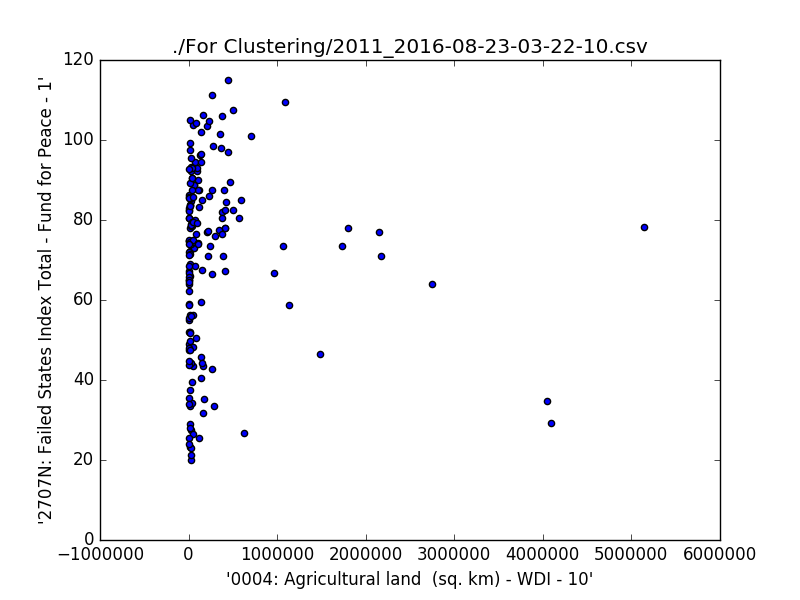 ./For Clustering/2011_2016-08-23-03-22-10.csv
120
100
80
60
40
20
0
'2707N: Failed States Index Total - Fund for Peace - 1'
−1000000 0 1000000 2000000 3000000 4000000 5000000 6000000
'0004: Agricultural land  (sq. km) - WDI - 10'